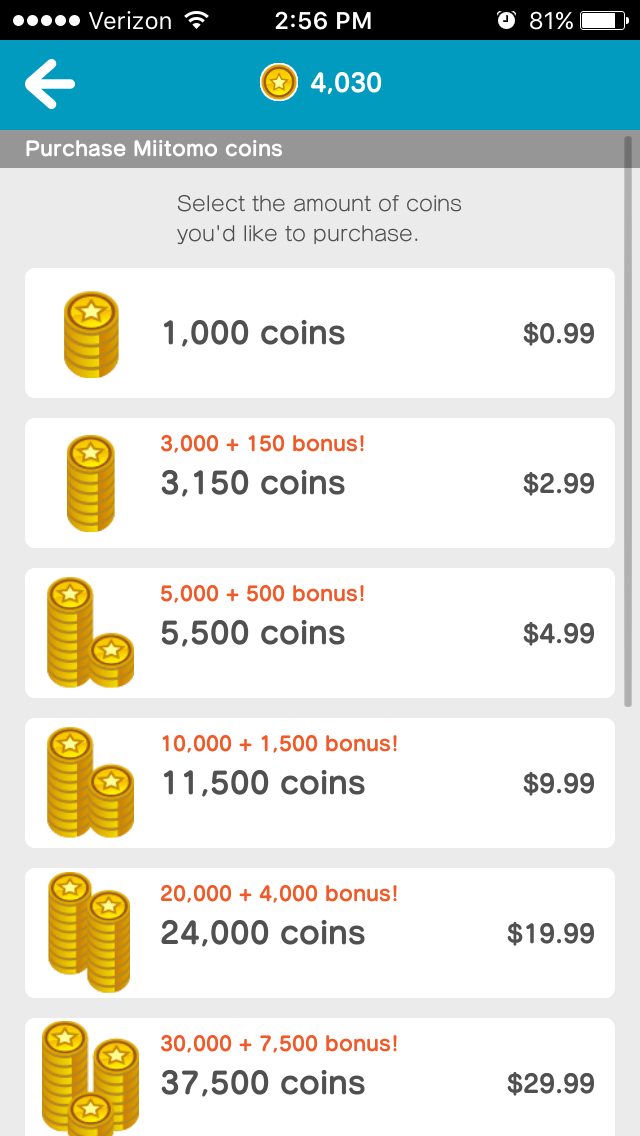 Verizon 2:56 PM 81%
4,030
Purchase Miitomo coins
Select the amount of coins
you'd like to purchase.
1,000 coins $0.99
3,000 + 150 bonus!
3,150 coins $2.99
5,000 + 500 bonus!
5,500 coins $4.99
10,000 + 1,500 bonus!
11,500 coins $9.99
20,000 + 4,000 bonus!
24,000 coins $19.99
30,000 + 7,500 bonus!
37,500 coins $29.99